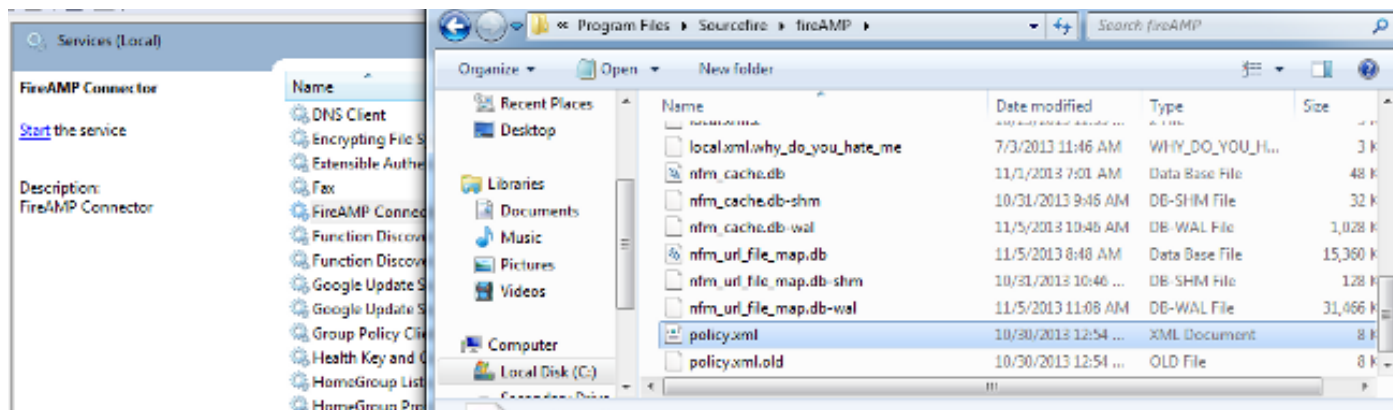 Services (Local)
FireAMP Connector
Start the service
Description:
FireAMP Connector
Name
DNS Client
Encrypting File S
Extensible Authe
Fax
FireAMP Connec
Function Discov
Function Discov
Google Update S
Google Update S
Group Policy Cli
Health Key and C
HomeGroup List
HomeGroup Pro
« Program Files ▸ Sourcefire ▸ fireAMP ▸
Search fireAMP
Organize
Open
New folder
Recent Places
Desktop
Libraries
Documents
Music
Pictures
Videos
Computer
Local Disk (C:)
Name Date modified Type Size
local.xml.why_do_you_hate_me 7/3/2013 11:46 AM WHY_DO_YOU_H... 3 K
nfm_cache.db 11/1/2013 7:01 AM Data Base File 48 K
nfm_cache.db-shm 10/31/2013 9:46 AM DB-SHM File 32 K
nfm_cache.db-wal 11/5/2013 10:46 AM DB-WAL File 1,028 K
nfm_url_file_map.db 11/5/2013 8:48 AM Data Base File 15,360 K
nfm_url_file_map.db-shm 10/31/2013 10:46 ... DB-SHM File 128 K
nfm_url_file_map.db-wal 11/5/2013 11:08 AM DB-WAL File 31,466 K
policy.xml 10/30/2013 12:54 ... XML Document 8 K
policy.xml.old 10/30/2013 12:54 ... OLD File 8 K